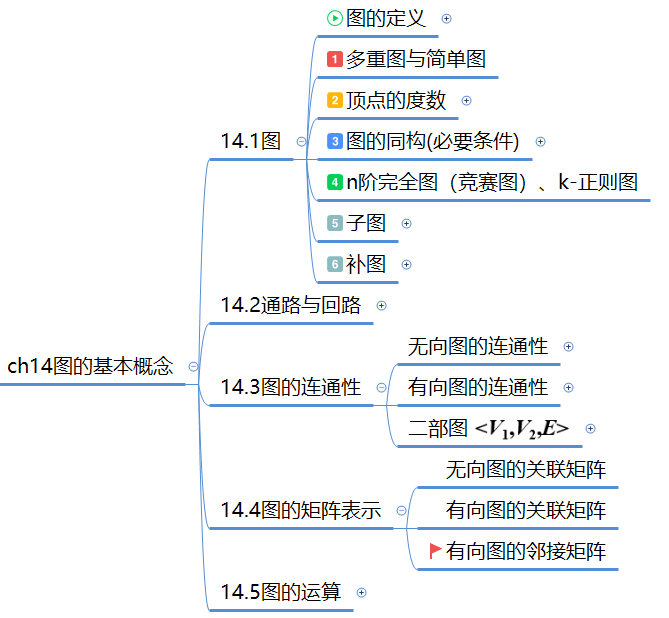 ch14图的基本概念
14.1图
图的定义
1 多重图与简单图
2 顶点的度数
3 图的同构(必要条件)
4 n阶完全图（竞赛图）、k-正则图
5 子图
6 补图
14.2通路与回路
14.3图的连通性
无向图的连通性
有向图的连通性
二部图 <V₁,V₂,E>
14.4图的矩阵表示
无向图的关联矩阵
有向图的关联矩阵
有向图的邻接矩阵
14.5图的运算